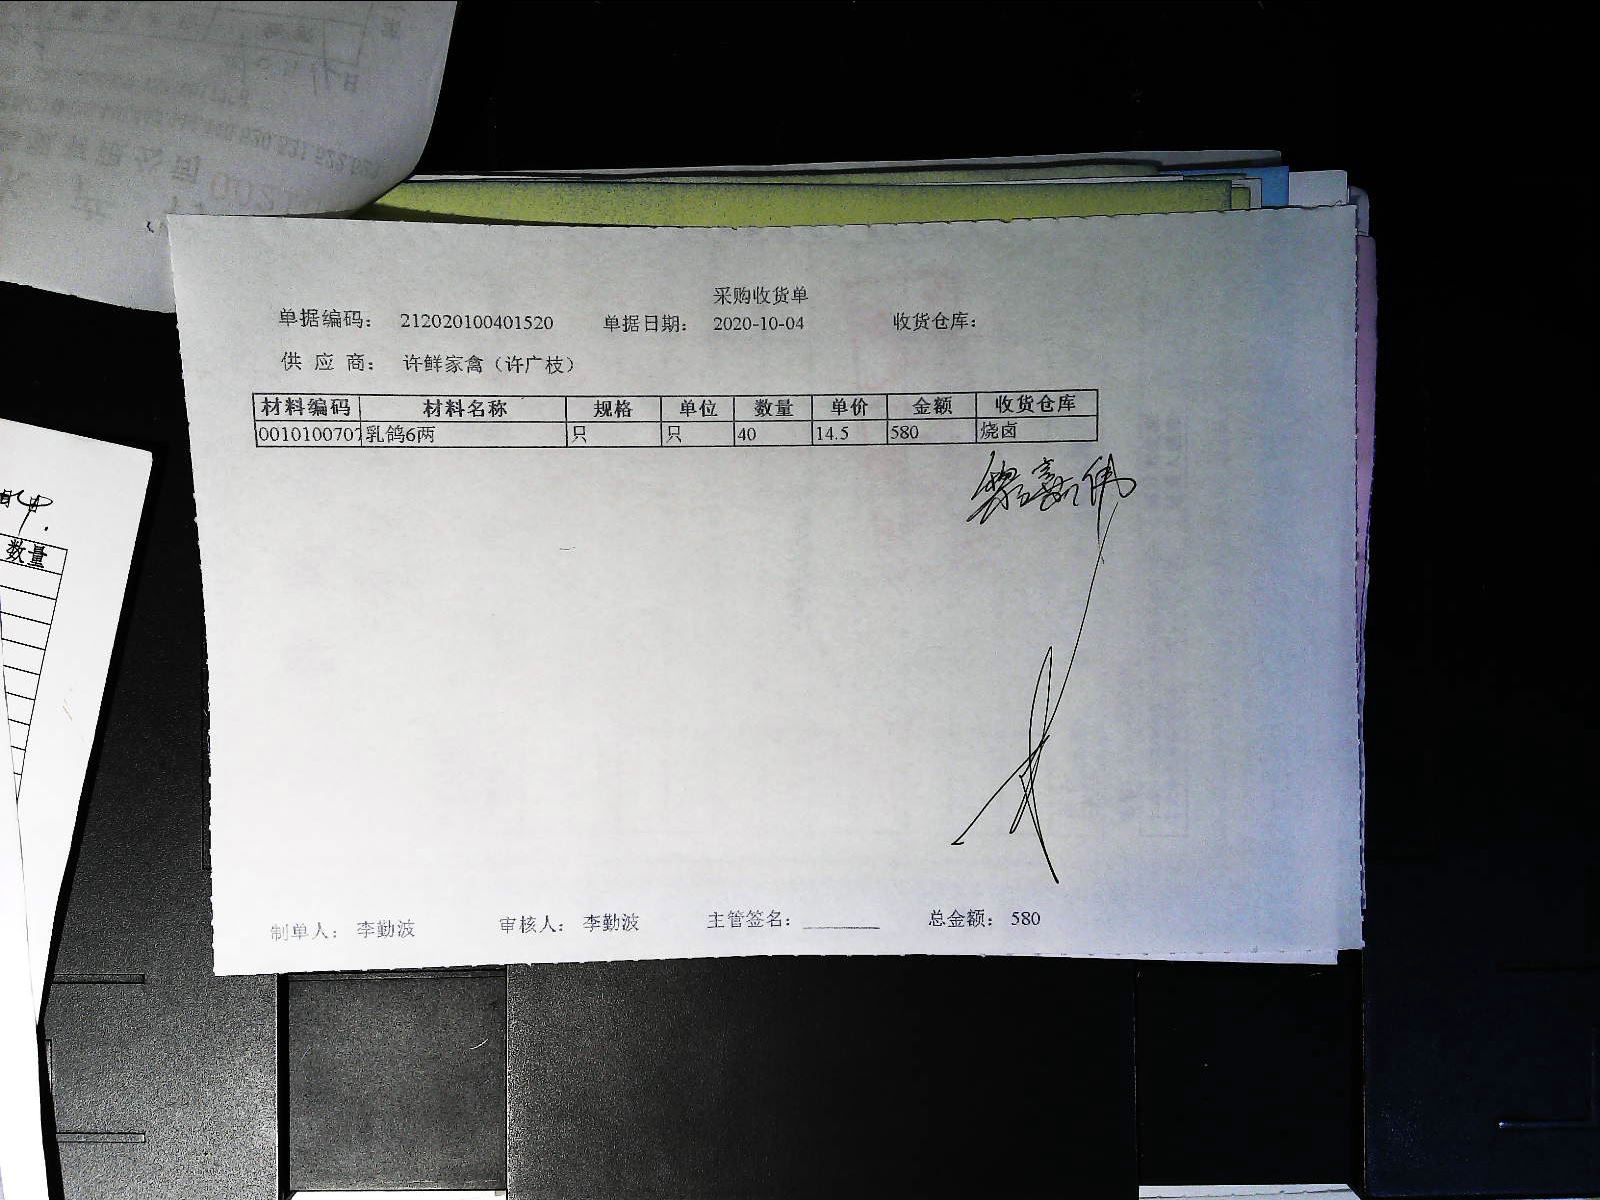 采购收货单
单据编码: 212020100401520 单据日期: 2020-10-04 收货仓库:
供 应 商: 许鲜家禽（许广枝）
材料编码 材料名称 规格 单位 数量 单价 金额 收货仓库
0010100707 乳鸽6两 只 只 40 14.5 580 烧卤
数量
制单人: 李勤波 审核人: 李勤波 主管签名: ______ 总金额: 580